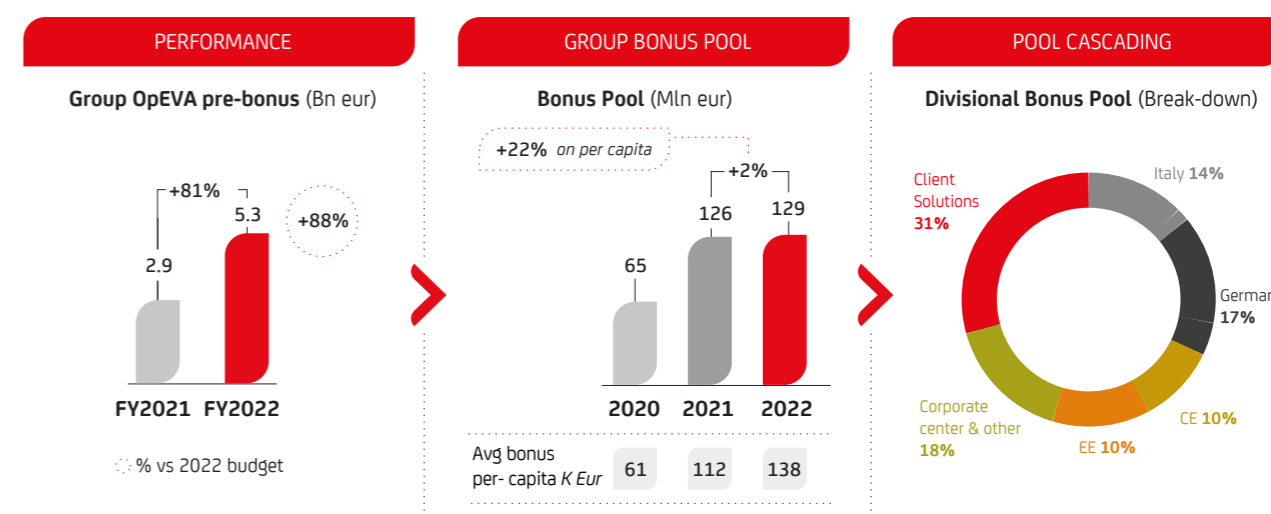 PERFORMANCE
Group OpEVA pre-bonus (Bn eur)
+81%
5.3
+88%
2.9
FY2021 FY2022
% vs 2022 budget
GROUP BONUS POOL
Bonus Pool (Mln eur)
+22% on per capita
+2%
65
126
129
2020 2021 2022
Avg bonus
per- capita K Eur
61 112 138
POOL CASCADING
Divisional Bonus Pool (Break-down)
Client
Solutions
31%
Italy 14%
German
17%
CE 10%
EE 10%
Corporate
center & other
18%